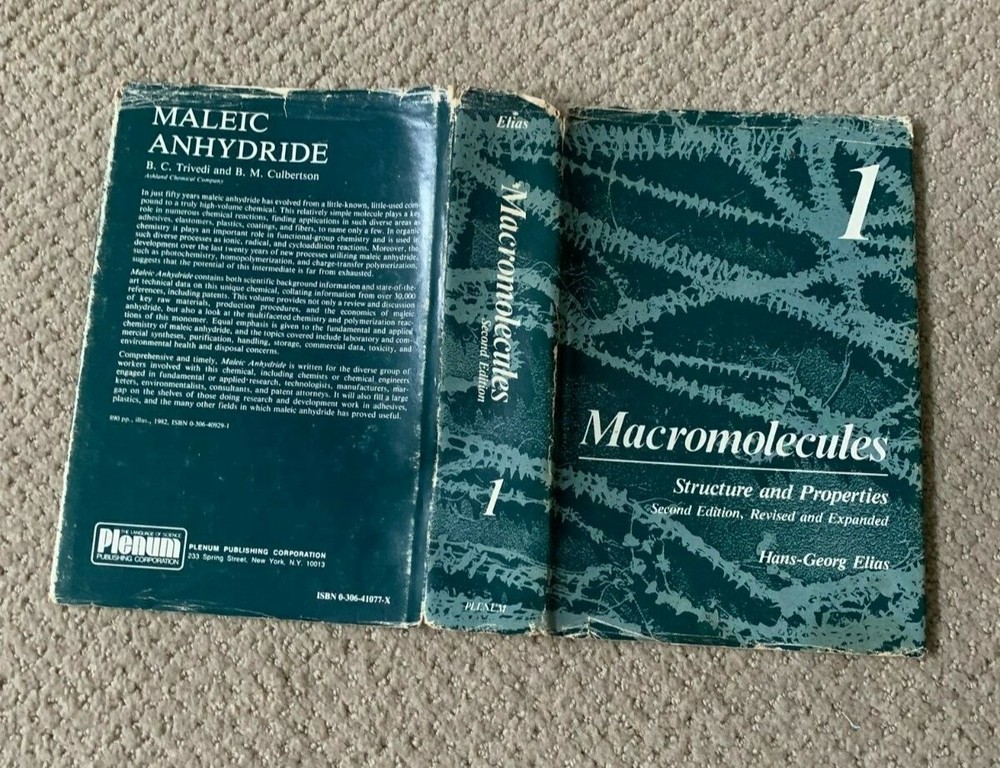 MALEIC
ANHYDRIDE
B. C. Trivedi and B. M. Culbertson
Ashland Chemical Company
In just fifty years maleic anhydride has evolved from a little-known, little-used com-
pound to a truly high-volume chemical. This relatively simple molecule plays a key
role in numerous chemical reactions, finding applications in such diverse areas as
adhesives, elastomers, plastics, coatings, and fibers, to name only a few. In organic
chemistry it plays an important role in functional-group chemistry and is used in
such diverse processes as ionic, radical, and cycloaddition reactions. Moreover, the
development over the last twenty years of new processes utilizing maleic anhydride,
such as photochemistry, homopolymerization, and charge-transfer polymerization,
suggests that the potential of this intermediate is far from exhausted.
Maleic Anhydride contains both scientific background information and state-of-the-
art technical data on this unique chemical, collating information from over 30,000
references, including patents. This volume provides not only a review and discussion
of key raw materials, production procedures, and the economics of maleic
anhydride, but also a look at the multifaceted chemistry and polymerization reac-
tions of this monomer. Equal emphasis is given to the fundamental and applied
chemistry of maleic anhydride, and the topics covered include laboratory and com-
mercial syntheses, purification, handling, storage, commercial data, toxicity, and
environmental health and disposal concerns.
Comprehensive and timely, Maleic Anhydride is written for the diverse group of
workers involved with this chemical, including chemists or chemical engineers
engaged in fundamental or applied research, technologists, manufacturers, mar-
keters, environmentalists, consultants, and patent attorneys. It will also fill a large
gap on the shelves of those doing research and development work in adhesives,
plastics, and the many other fields in which maleic anhydride has proved useful.
890 pp., illus., 1982, ISBN 0-306-40929-1
THE LANGUAGE OF SCIENCE
Plenum
PUBLISHING CORPORATION
PLENUM PUBLISHING CORPORATION
233 Spring Street, New York, N.Y. 10013
ISBN 0-306-41077-X
Elias
Macromolecules
Second Edition
1
PLENUM
1
Macromolecules
Structure and Properties
Second Edition, Revised and Expanded
Hans-Georg Elias